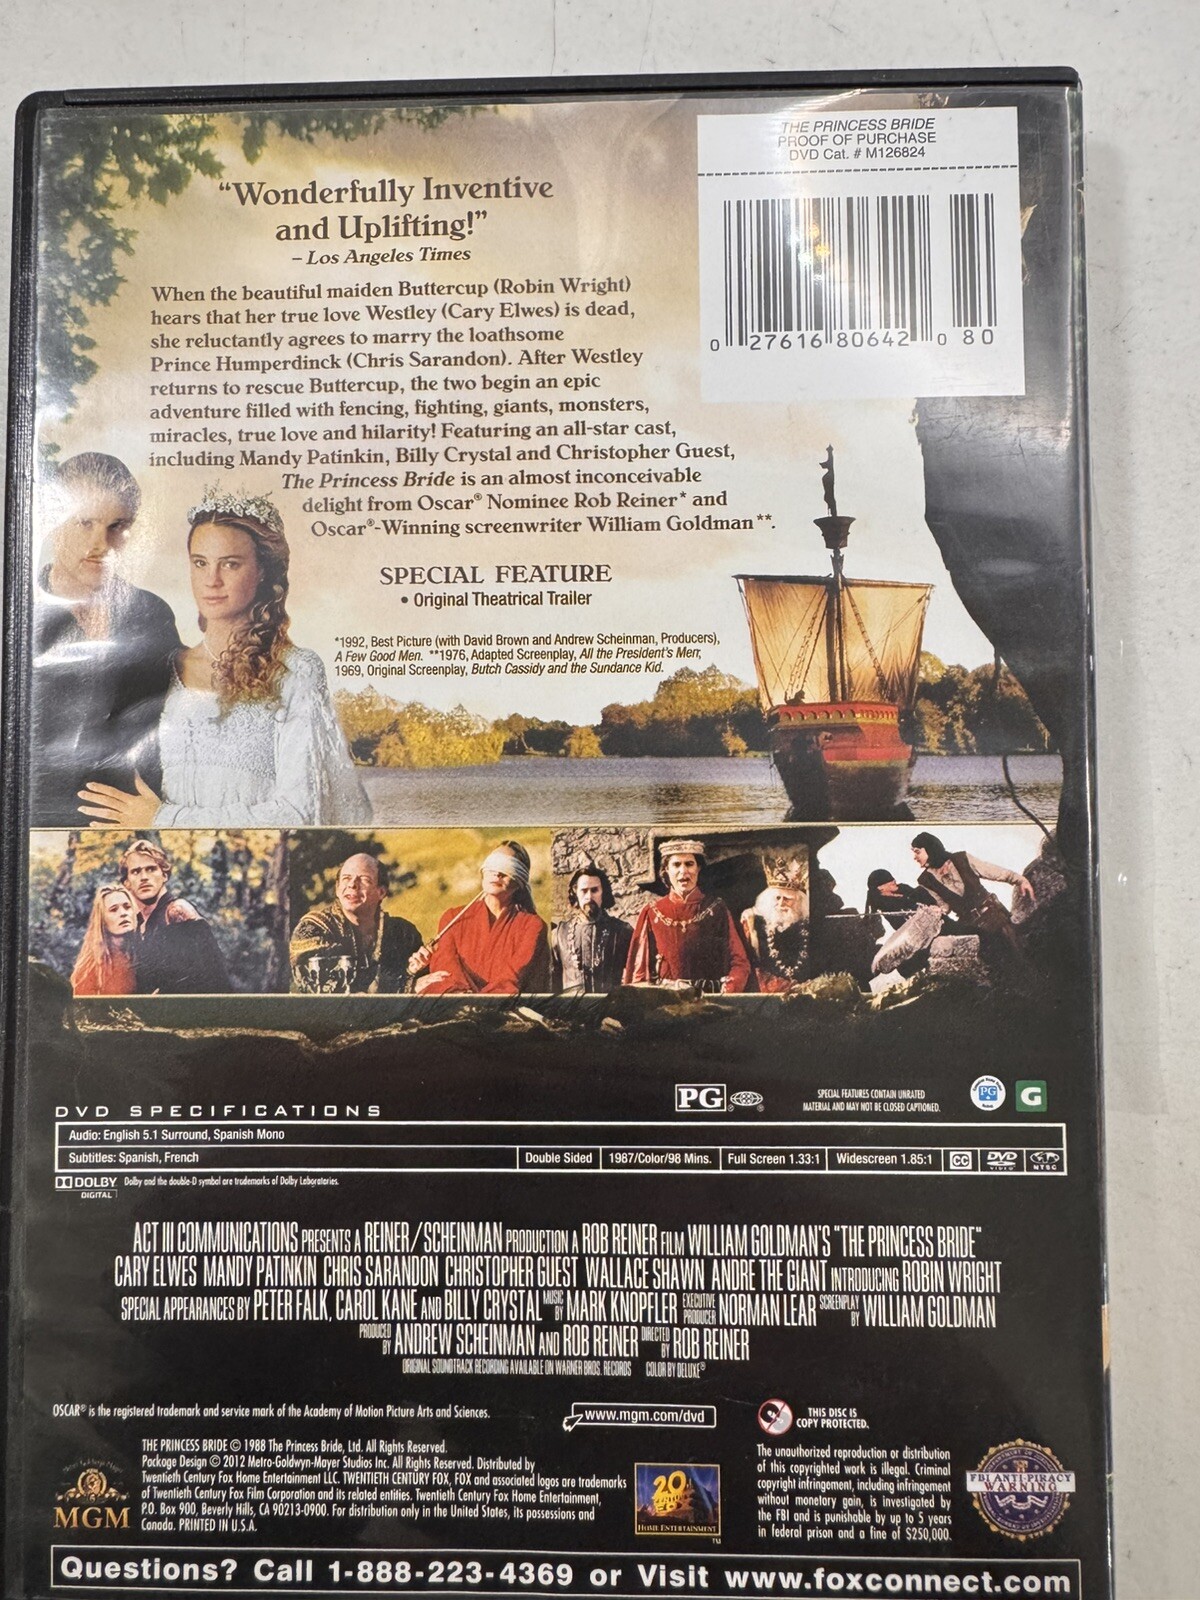 THE PRINCESS BRIDE
PROOF OF PURCHASE
DVD Cat. # M126824
0 27616 80642 0 80
“Wonderfully Inventive
and Uplifting!”
– Los Angeles Times
When the beautiful maiden Buttercup (Robin Wright)
hears that her true love Westley (Cary Elwes) is dead,
she reluctantly agrees to marry the loathsome
Prince Humperdinck (Chris Sarandon). After Westley
returns to rescue Buttercup, the two begin an epic
adventure filled with fencing, fighting, giants, monsters,
miracles, true love and hilarity! Featuring an all-star cast,
including Mandy Patinkin, Billy Crystal and Christopher Guest,
The Princess Bride is an almost inconceivable
delight from Oscar® Nominee Rob Reiner* and
Oscar®-Winning screenwriter William Goldman**.
SPECIAL FEATURE
• Original Theatrical Trailer
*1992, Best Picture (with David Brown and Andrew Scheinman, Producers),
A Few Good Men. **1976, Adapted Screenplay, All the President's Men;
1969, Original Screenplay, Butch Cassidy and the Sundance Kid.
PG
SPECIAL FEATURES CONTAIN UNRATED
MATERIAL AND MAY NOT BE CLOSED CAPTIONED.
PG
G
DVD SPECIFICATIONS
Audio: English 5.1 Surround, Spanish Mono
Subtitles: Spanish, French
Double Sided
1987/Color/98 Mins.
Full Screen 1.33:1
Widescreen 1.85:1
CC
DVD VIDEO
NTSC
DOLBY DIGITAL
Dolby and the double-D symbol are trademarks of Dolby Laboratories.
ACT III COMMUNICATIONS PRESENTS A REINER/SCHEINMAN PRODUCTION A ROB REINER FILM WILLIAM GOLDMAN'S "THE PRINCESS BRIDE"
CARY ELWES MANDY PATINKIN CHRIS SARANDON CHRISTOPHER GUEST WALLACE SHAWN ANDRE THE GIANT INTRODUCING ROBIN WRIGHT
SPECIAL APPEARANCES BY PETER FALK, CAROL KANE AND BILLY CRYSTAL MUSIC BY MARK KNOPFLER EXECUTIVE PRODUCER NORMAN LEAR SCREENPLAY BY WILLIAM GOLDMAN
PRODUCED BY ANDREW SCHEINMAN AND ROB REINER DIRECTED BY ROB REINER
ORIGINAL SOUNDTRACK RECORDING AVAILABLE ON WARNER BROS. RECORDS COLOR BY DELUXE®
OSCAR® is the registered trademark and service mark of the Academy of Motion Picture Arts and Sciences.
www.mgm.com/dvd
THIS DISC IS
COPY PROTECTED.
THE PRINCESS BRIDE © 1988 The Princess Bride, Ltd. All Rights Reserved.
Package Design © 2012 Metro-Goldwyn-Mayer Studios Inc. All Rights Reserved. Distributed by
Twentieth Century Fox Home Entertainment LLC. TWENTIETH CENTURY FOX, FOX and associated logos are trademarks
of Twentieth Century Fox Film Corporation and its related entities. Twentieth Century Fox Home Entertainment,
P.O. Box 900, Beverly Hills, CA 90213-0900. For distribution only in the United States, its possessions and
Canada. PRINTED IN U.S.A.
MGM
20th CENTURY FOX
HOME ENTERTAINMENT
TM
The unauthorized reproduction or distribution
of this copyrighted work is illegal. Criminal
copyright infringement, including infringement
without monetary gain, is investigated by
the FBI and is punishable by up to 5 years
in federal prison and a fine of $250,000.
FBI ANTI-PIRACY
WARNING
Questions? Call 1-888-223-4369 or Visit www.foxconnect.com